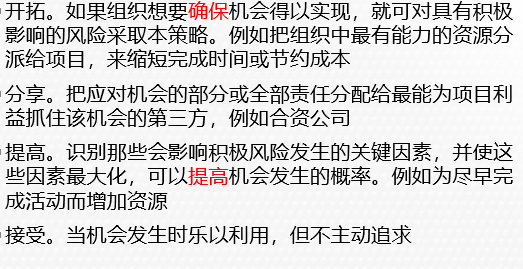 开拓。如果组织想要确保机会得以实现，就可对具有积极
影响的风险采取本策略。例如把组织中最有能力的资源分
派给项目，来缩短完成时间或节约成本
分享。把应对机会的部分或全部责任分配给最能为项目利
益抓住该机会的第三方，例如合资公司
提高。识别那些会影响积极风险发生的关键因素，并使这
些因素最大化，可以提高机会发生的概率。例如为尽早完
成活动而增加资源
接受。当机会发生时乐以利用，但不主动追求